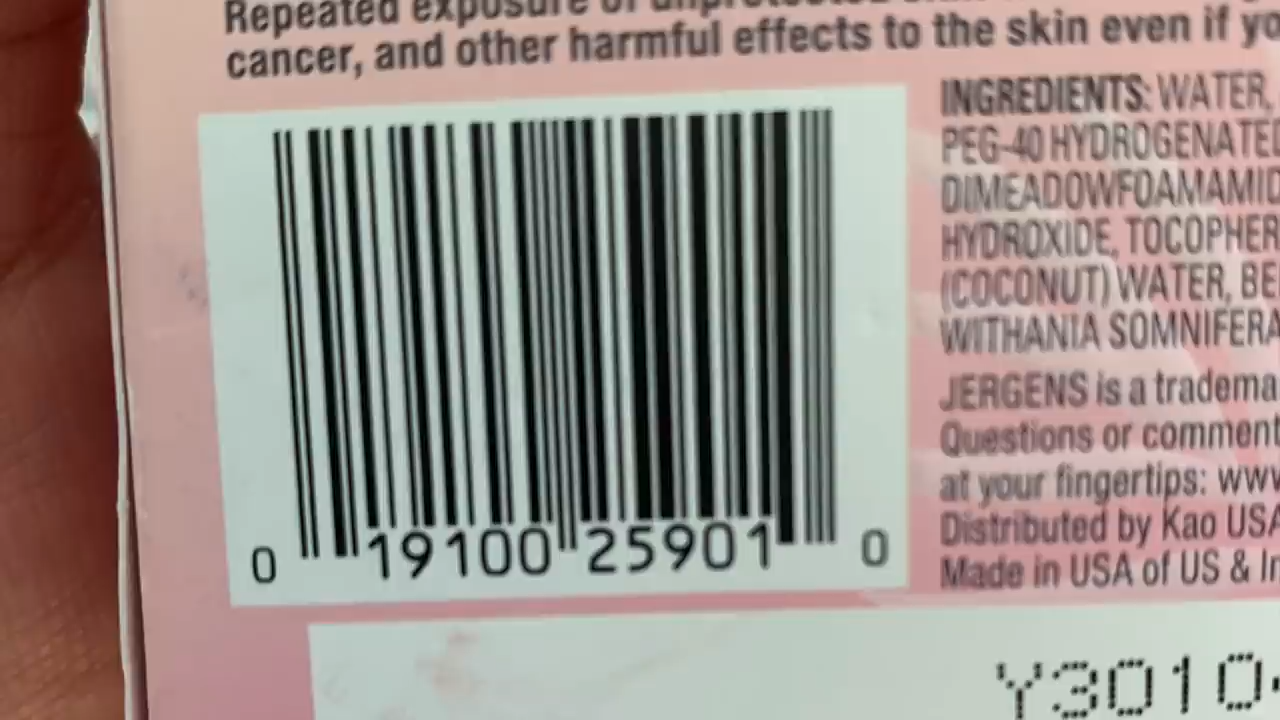 Repeated exposure of
cancer, and other harmful effects to the skin even if yo
INGREDIENTS: WATER,
PEG-40 HYDROGENATED
DIMEADOWFOAMAMID
HYDROXIDE, TOCOPHER
(COCONUT) WATER, BE
WITHANIA SOMNIFERA
JERGENS is a tradema
Questions or comment
at your fingertips: www
Distributed by Kao USA
Made in USA of US & In
0 19100 25901 0
Y3010